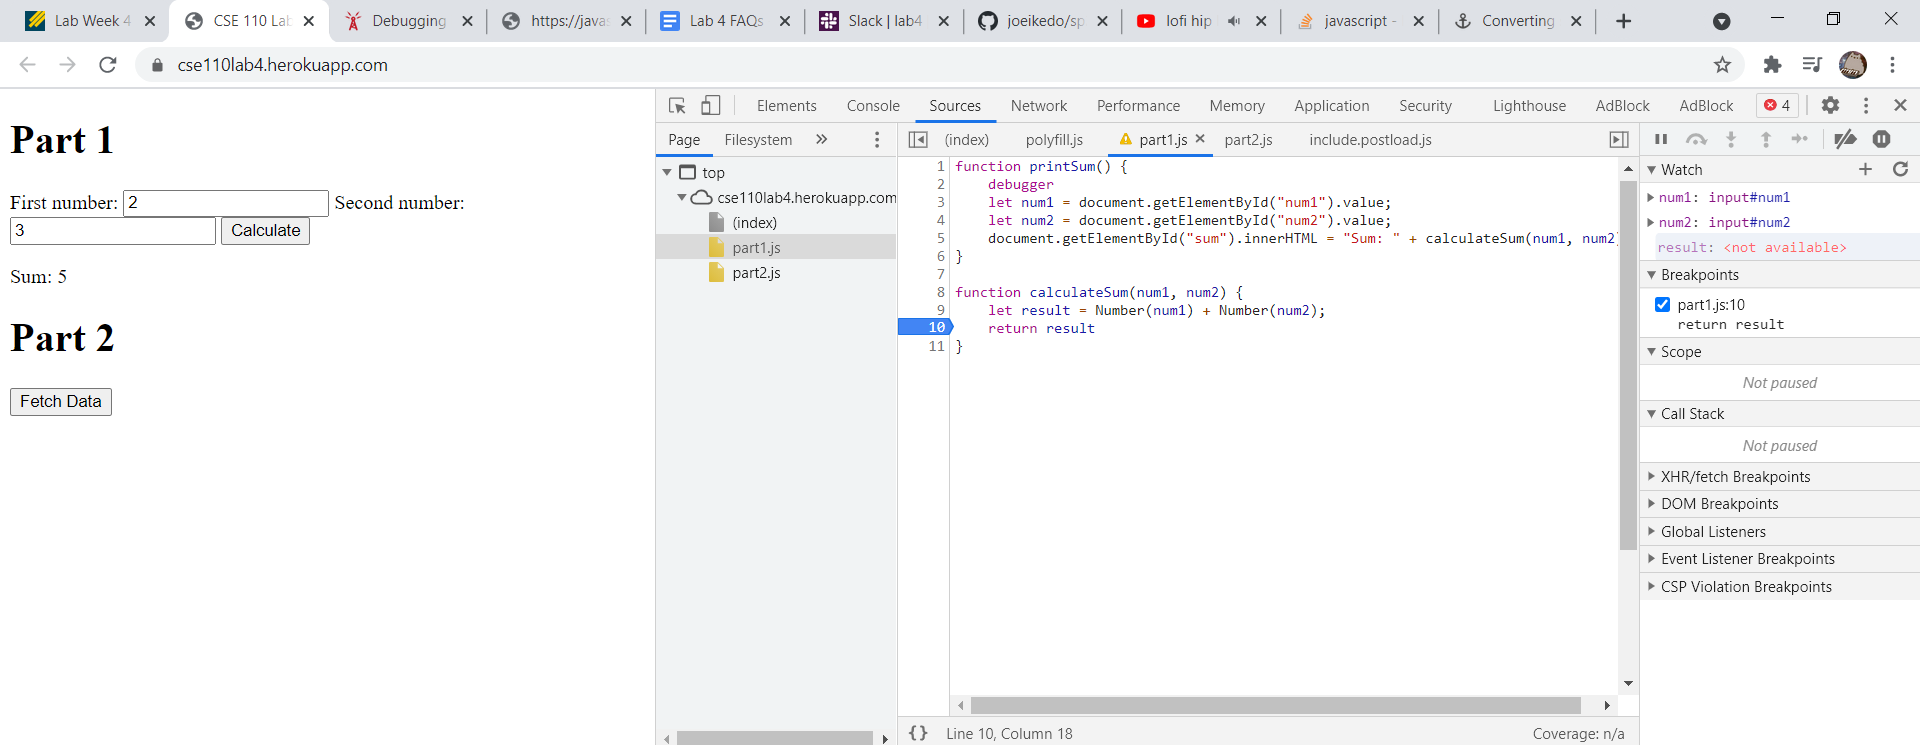 Lab Week 4
CSE 110 Lab
Debugging
https://javas
Lab 4 FAQs
Slack | lab4
joeikedo/sp
lofi hip
javascript -
Converting
cse110lab4.herokuapp.com
Part 1
First number: 2 Second number:
3 Calculate
Sum: 5
Part 2
Fetch Data
Elements Console Sources Network Performance Memory Application Security Lighthouse AdBlock AdBlock 4
Page Filesystem »
top
cse110lab4.herokuapp.com
(index)
part1.js
part2.js
(index) polyfill.js part1.js part2.js include.postload.js
1 function printSum() {
2 debugger
3 let num1 = document.getElementById("num1").value;
4 let num2 = document.getElementById("num2").value;
5 document.getElementById("sum").innerHTML = "Sum: " + calculateSum(num1, num2
6 }
7
8 function calculateSum(num1, num2) {
9 let result = Number(num1) + Number(num2);
10 return result
11 }
{} Line 10, Column 18 Coverage: n/a
Watch
num1: input#num1
num2: input#num2
result: <not available>
Breakpoints
part1.js:10
return result
Scope
Not paused
Call Stack
Not paused
XHR/fetch Breakpoints
DOM Breakpoints
Global Listeners
Event Listener Breakpoints
CSP Violation Breakpoints